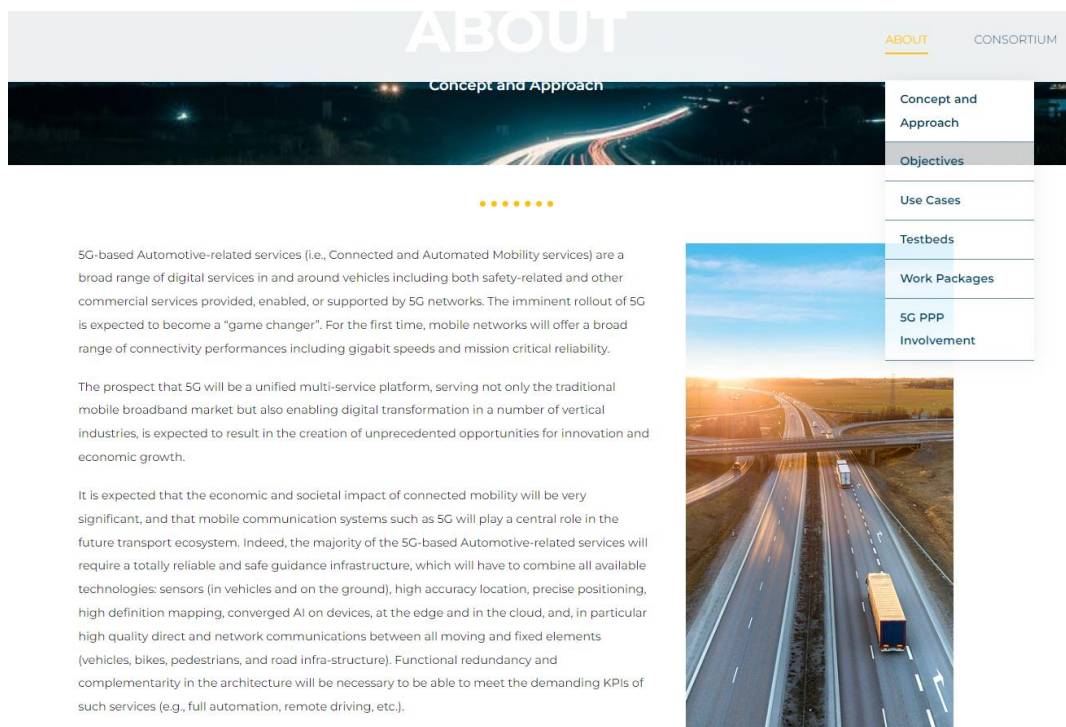 ABOUT
ABOUT
CONSORTIUM
Concept and Approach
Concept and
Approach
Objectives
Use Cases
Testbeds
Work Packages
5G PPP
Involvement
5G-based Automotive-related services (i.e., Connected and Automated Mobility services) are a
broad range of digital services in and around vehicles including both safety-related and other
commercial services provided, enabled, or supported by 5G networks. The imminent rollout of 5G
is expected to become a “game changer”. For the first time, mobile networks will offer a broad
range of connectivity performances including gigabit speeds and mission critical reliability.
The prospect that 5G will be a unified multi-service platform, serving not only the traditional
mobile broadband market but also enabling digital transformation in a number of vertical
industries, is expected to result in the creation of unprecedented opportunities for innovation and
economic growth.
It is expected that the economic and societal impact of connected mobility will be very
significant, and that mobile communication systems such as 5G will play a central role in the
future transport ecosystem. Indeed, the majority of the 5G-based Automotive-related services will
require a totally reliable and safe guidance infrastructure, which will have to combine all available
technologies: sensors (in vehicles and on the ground), high accuracy location, precise positioning,
high definition mapping, converged AI on devices, at the edge and in the cloud, and, in particular
high quality direct and network communications between all moving and fixed elements
(vehicles, bikes, pedestrians, and road infra-structure). Functional redundancy and
complementarity in the architecture will be necessary to be able to meet the demanding KPIs of
such services (e.g., full automation, remote driving, etc.).